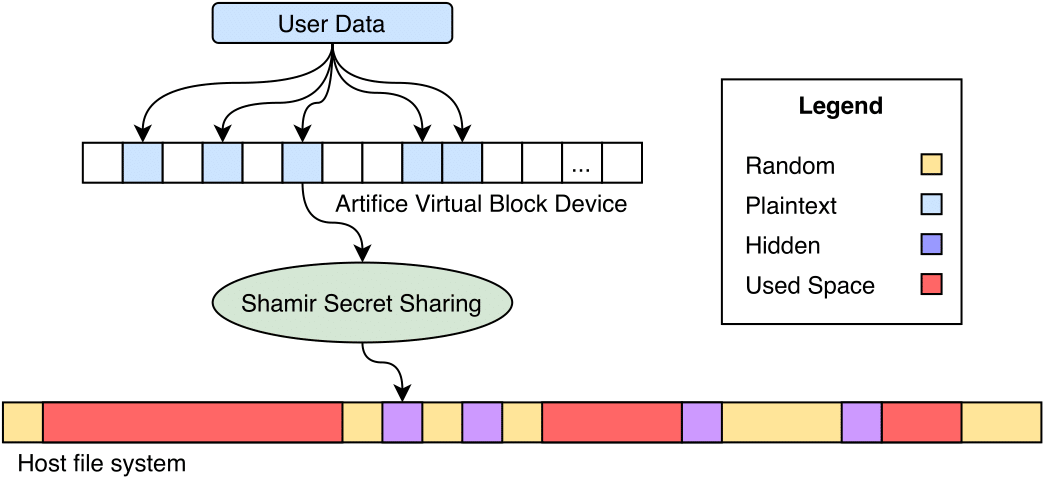 User Data
...
Artifice Virtual Block Device
Shamir Secret Sharing
Host file system
Legend
Random
Plaintext
Hidden
Used Space